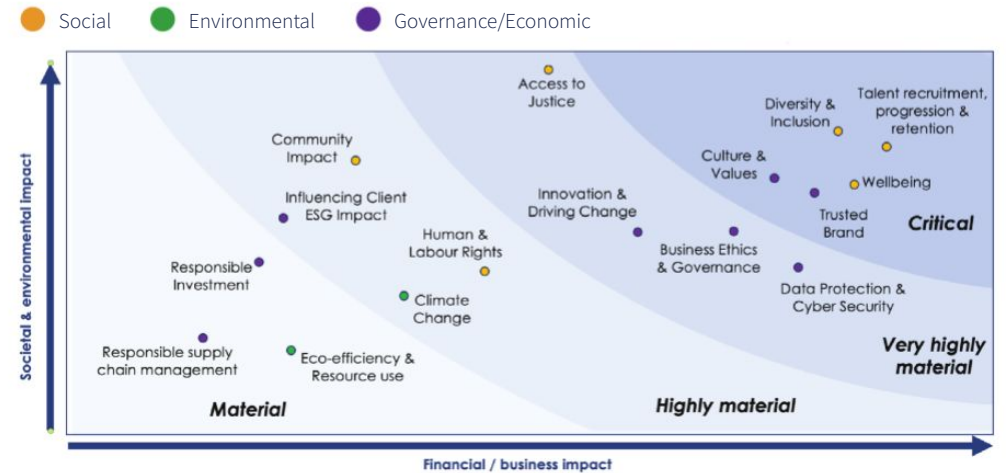 Social
Environmental
Governance/Economic
Societal & environmental impact
Access to
Justice
Talent recruitment,
progression &
retention
Diversity &
Inclusion
Community
Impact
Culture &
Values
Wellbeing
Influencing Client
ESG Impact
Innovation &
Driving Change
Trusted
Brand
Critical
Human &
Labour Rights
Business Ethics
& Governance
Responsible
Investment
Data Protection &
Cyber Security
Climate
Change
Responsible supply
chain management
Eco-efficiency &
Resource use
Very highly
material
Material
Highly material
Financial / business impact